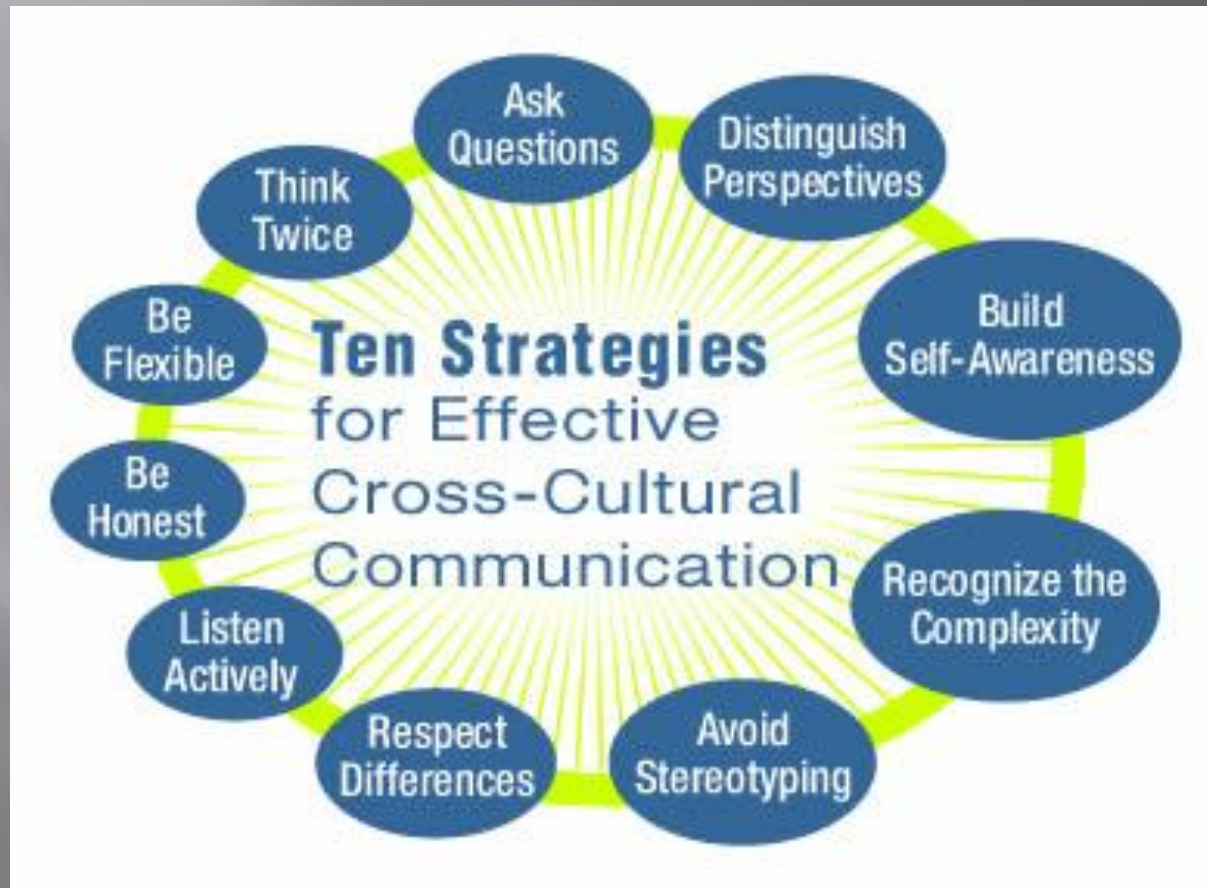 Ten Strategies
for Effective
Cross-Cultural
Communication
Ask
Questions
Distinguish
Perspectives
Build
Self-Awareness
Recognize the
Complexity
Avoid
Stereotyping
Respect
Differences
Listen
Actively
Be
Honest
Be
Flexible
Think
Twice